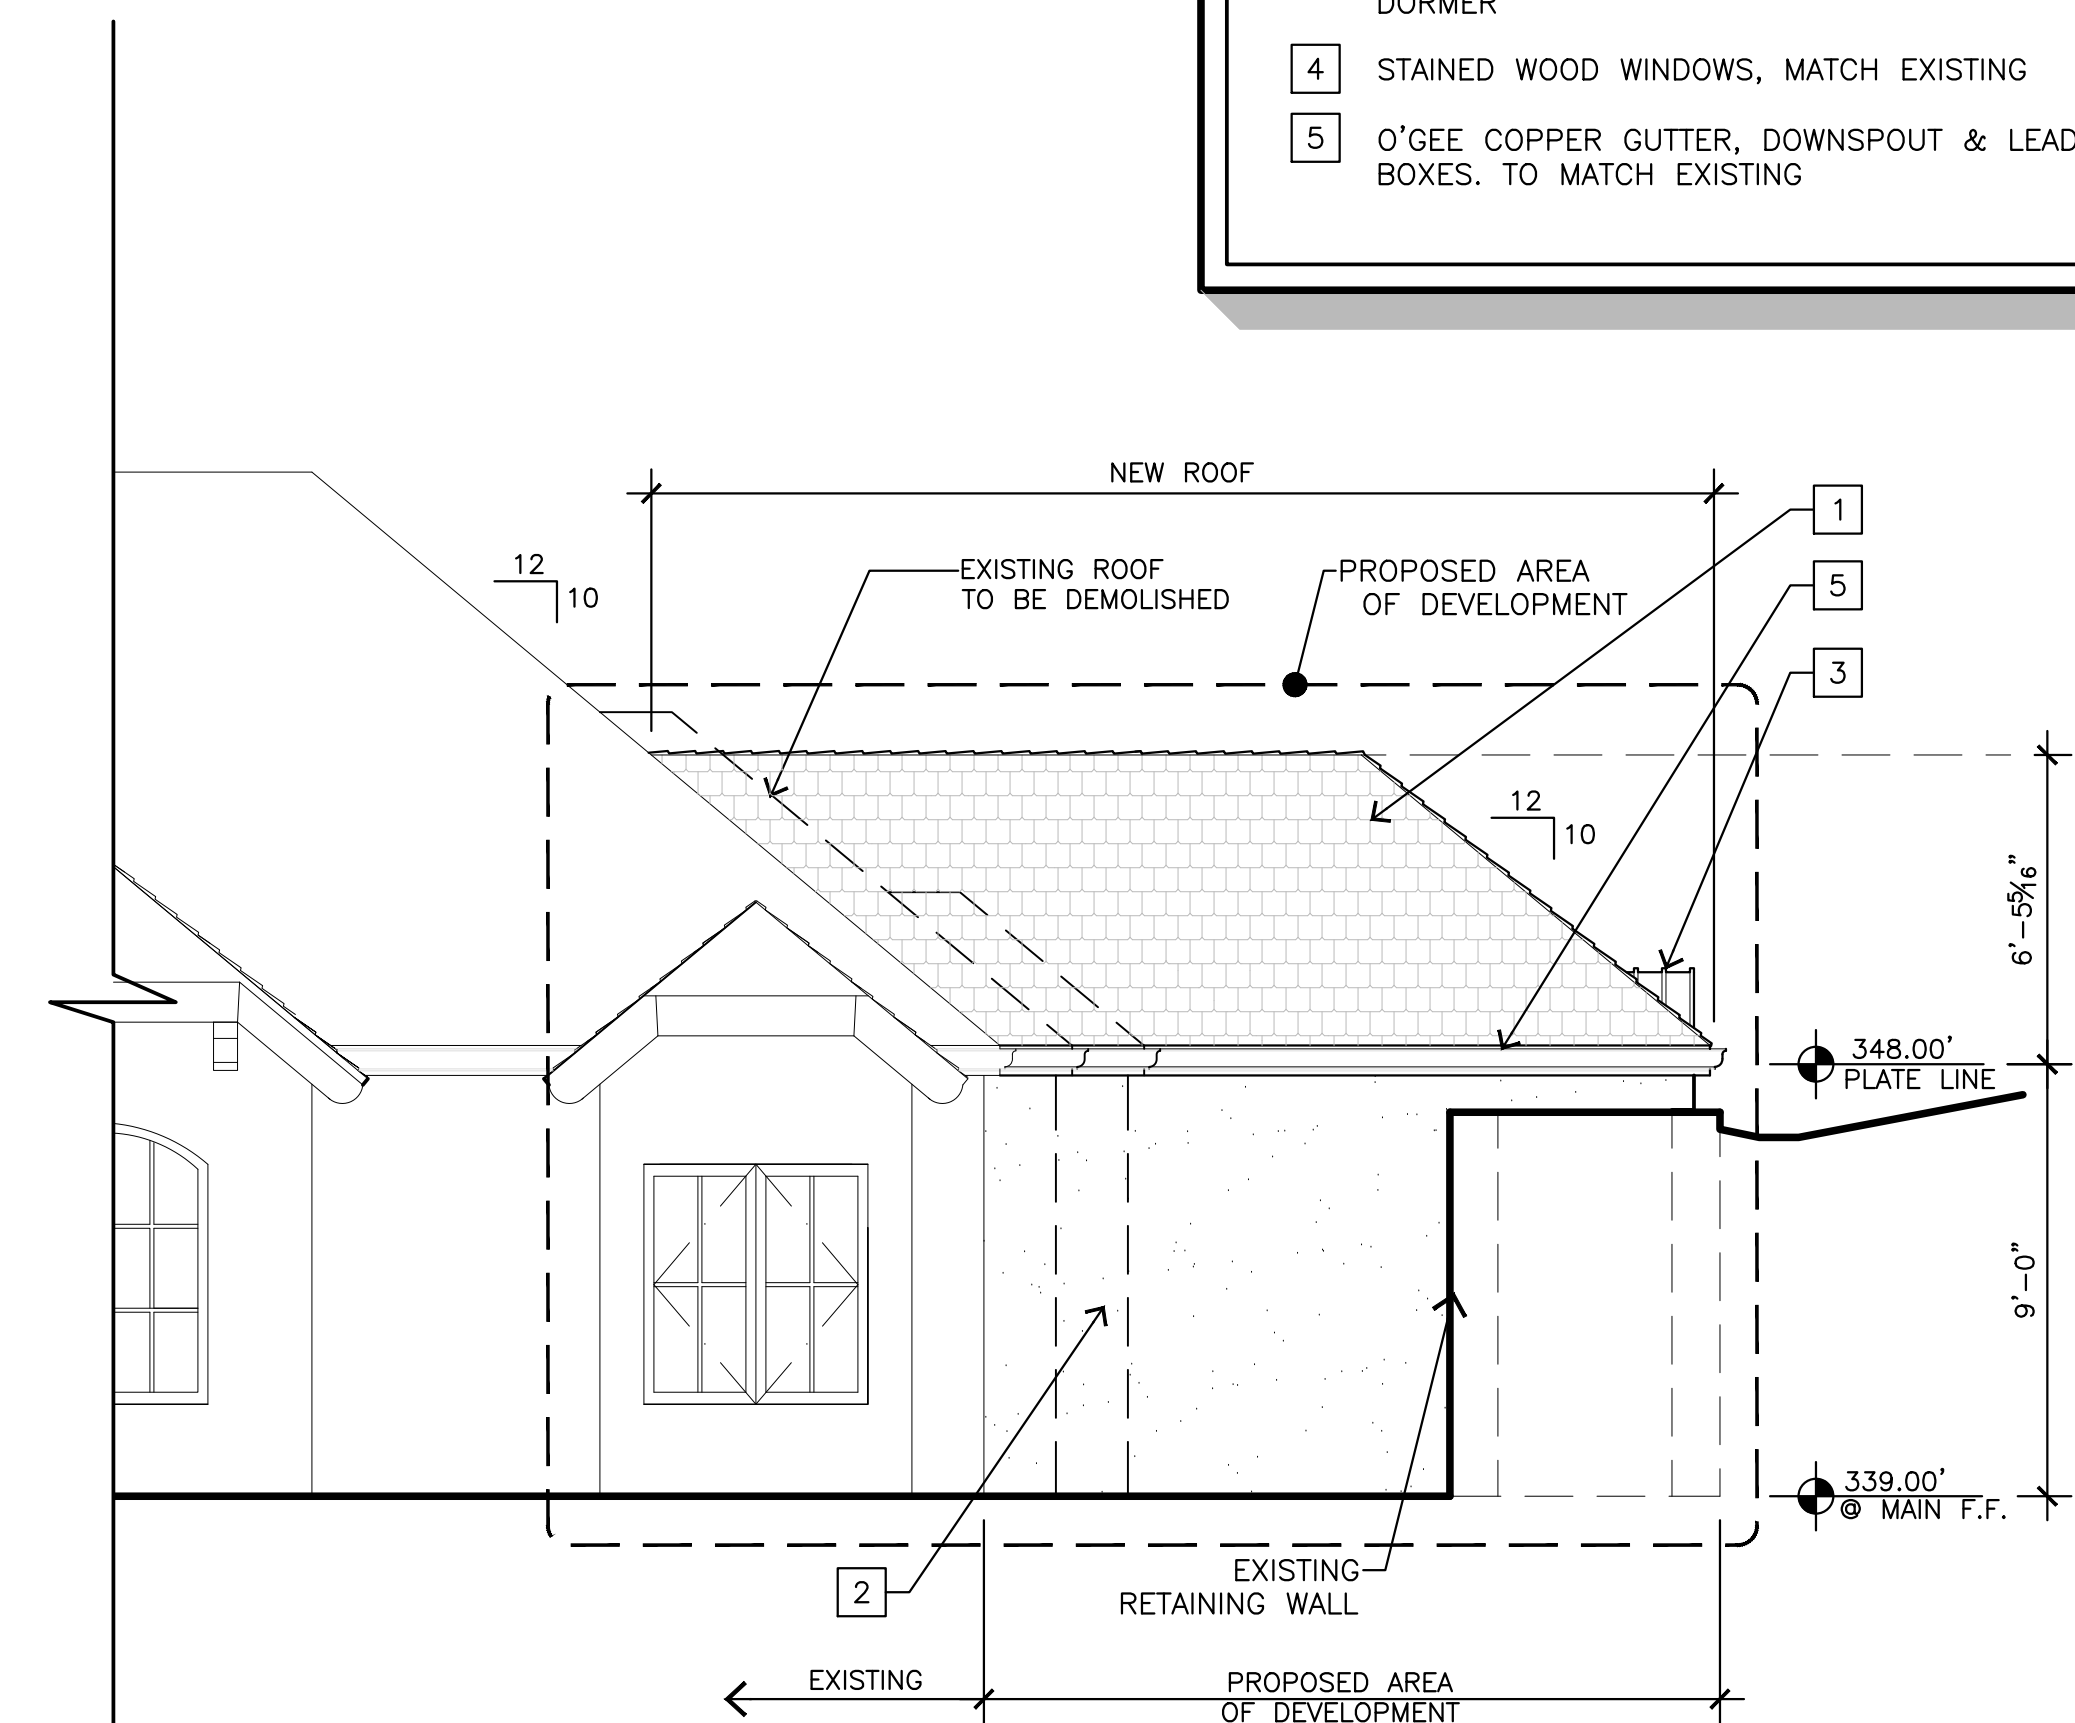 DORMER
4 STAINED WOOD WINDOWS, MATCH EXISTING
5 O'GEE COPPER GUTTER, DOWNSPOUT & LEAD
BOXES. TO MATCH EXISTING
NEW ROOF
1
12
10
EXISTING ROOF
TO BE DEMOLISHED
PROPOSED AREA
OF DEVELOPMENT
5
3
12
10
6'-5 5/16"
348.00'
PLATE LINE
9'-0"
339.00'
@ MAIN F.F.
2
EXISTING
RETAINING WALL
EXISTING
PROPOSED AREA
OF DEVELOPMENT